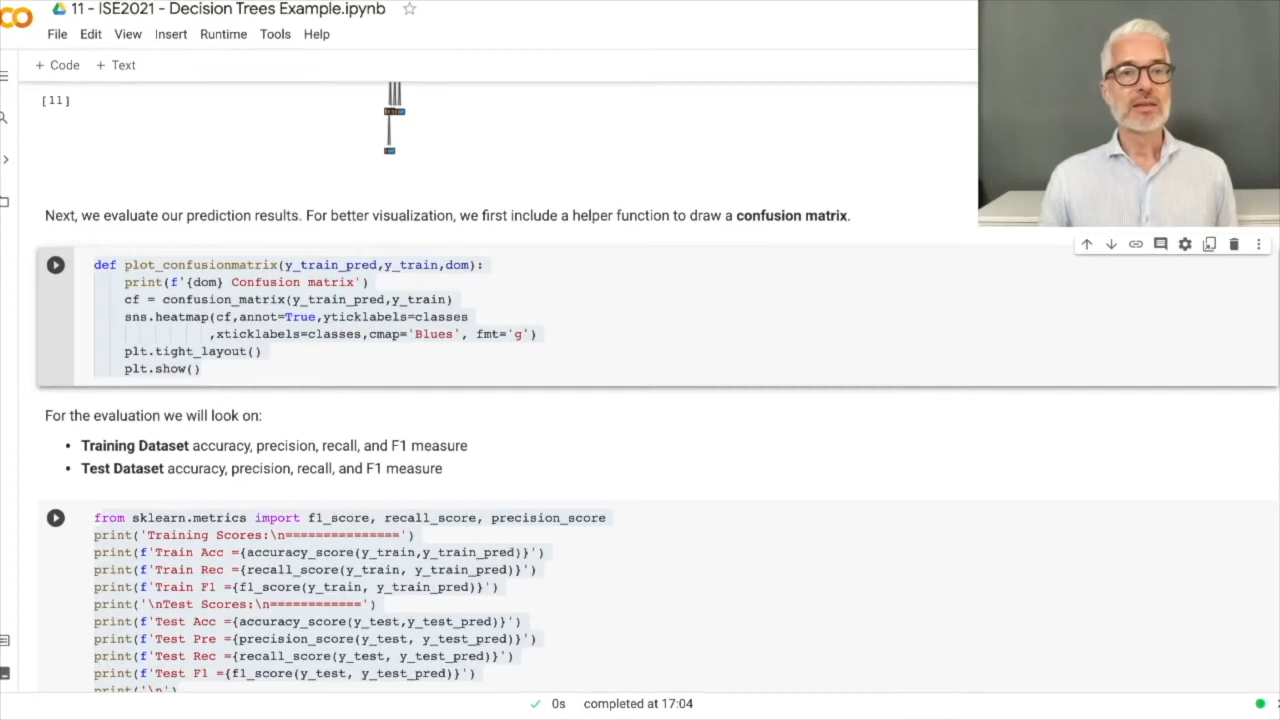 CO
11 - ISE2021 - Decision Trees Example.ipynb
File Edit View Insert Runtime Tools Help
+ Code + Text
[11]
Next, we evaluate our prediction results. For better visualization, we first include a helper function to draw a confusion matrix.
def plot_confusionmatrix(y_train_pred,y_train,dom):
print(f'{dom} Confusion matrix')
cf = confusion_matrix(y_train_pred,y_train)
sns.heatmap(cf,annot=True,yticklabels=classes
,xticklabels=classes,cmap='Blues', fmt='g')
plt.tight_layout()
plt.show()
For the evaluation we will look on:
• Training Dataset accuracy, precision, recall, and F1 measure
• Test Dataset accuracy, precision, recall, and F1 measure
from sklearn.metrics import f1_score, recall_score, precision_score
print('Training Scores:\n===============')
print(f'Train Acc ={accuracy_score(y_train,y_train_pred)}')
print(f'Train Rec ={recall_score(y_train, y_train_pred)}')
print(f'Train F1 ={f1_score(y_train, y_train_pred)}')
print('\nTest Scores:\n============')
print(f'Test Acc ={accuracy_score(y_test,y_test_pred)}')
print(f'Test Pre ={precision_score(y_test, y_test_pred)}')
print(f'Test Rec ={recall_score(y_test, y_test_pred)}')
print(f'Test F1 ={f1_score(y_test, y_test_pred)}')
print('\n')
0s completed at 17:04